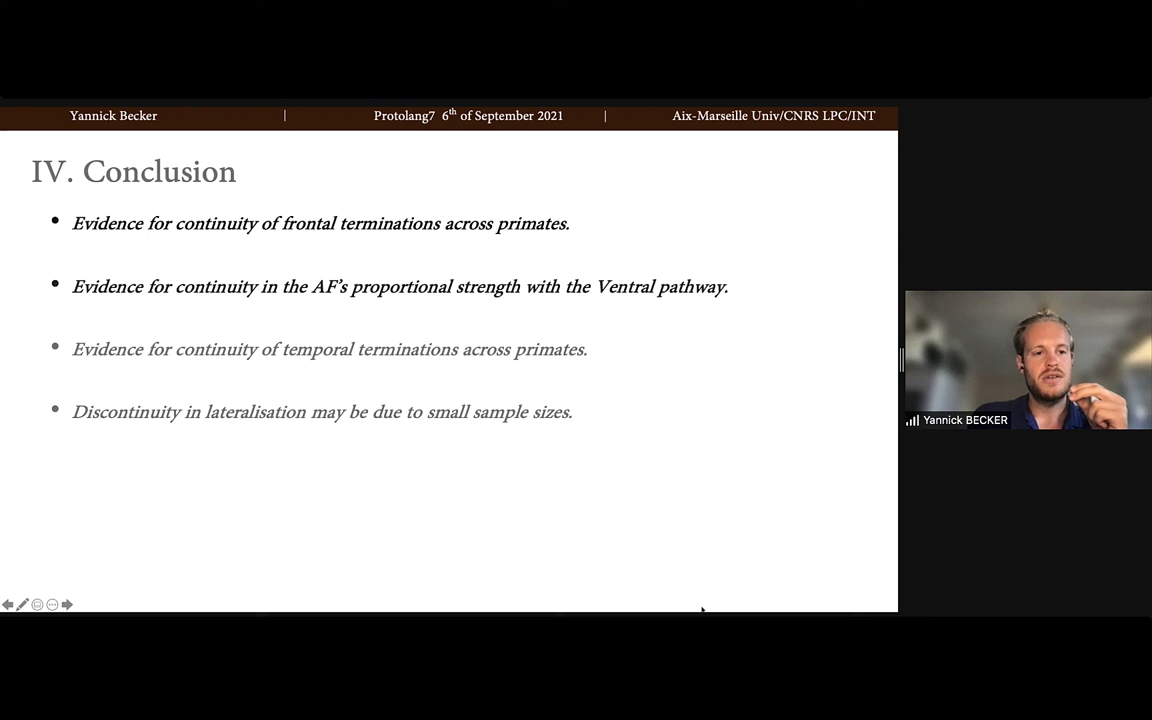 Yannick Becker | Protolang7 6th of September 2021 | Aix-Marseille Univ/CNRS LPC/INT
IV. Conclusion
• Evidence for continuity of frontal terminations across primates.
• Evidence for continuity in the AF’s proportional strength with the Ventral pathway.
• Evidence for continuity of temporal terminations across primates.
• Discontinuity in lateralisation may be due to small sample sizes.
Yannick BECKER